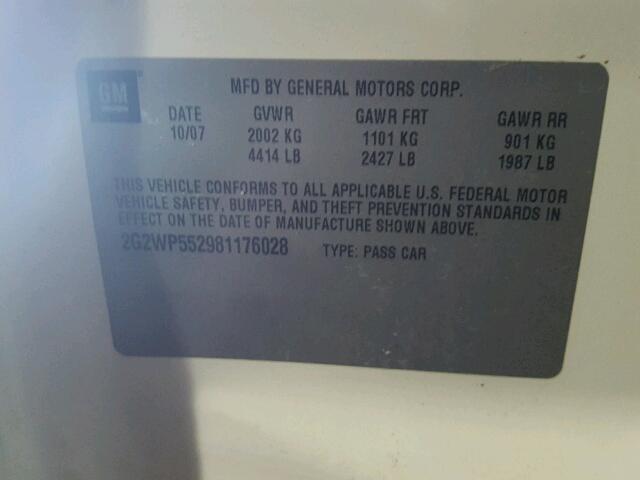 GM
MFD BY GENERAL MOTORS CORP.
DATE GVWR GAWR FRT GAWR RR
10/07 2002 KG 1101 KG 901 KG
4414 LB 2427 LB 1987 LB
THIS VEHICLE CONFORMS TO ALL APPLICABLE U.S. FEDERAL MOTOR
VEHICLE SAFETY, BUMPER, AND THEFT PREVENTION STANDARDS IN
EFFECT ON THE DATE OF MANUFACTURE SHOWN ABOVE.
2G2WP552981176028 TYPE: PASS CAR